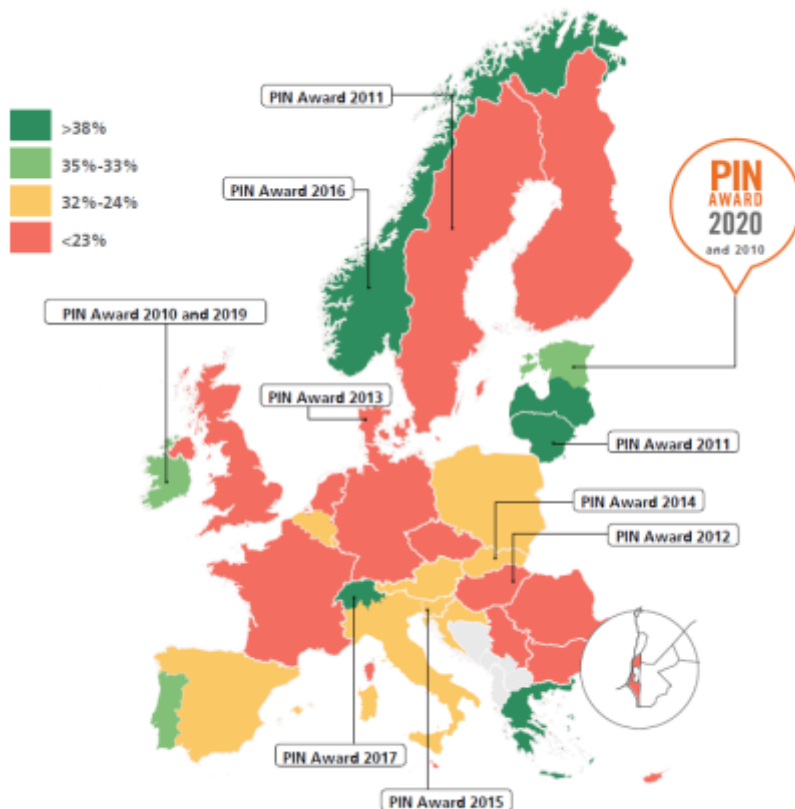 PIN Award 2011
>38%
35%-33%
32%-24%
<23%
PIN Award 2016
PIN
AWARD
2020
and 2010
PIN Award 2010 and 2019
PIN Award 2013
PIN Award 2011
PIN Award 2014
PIN Award 2012
PIN Award 2017
PIN Award 2015